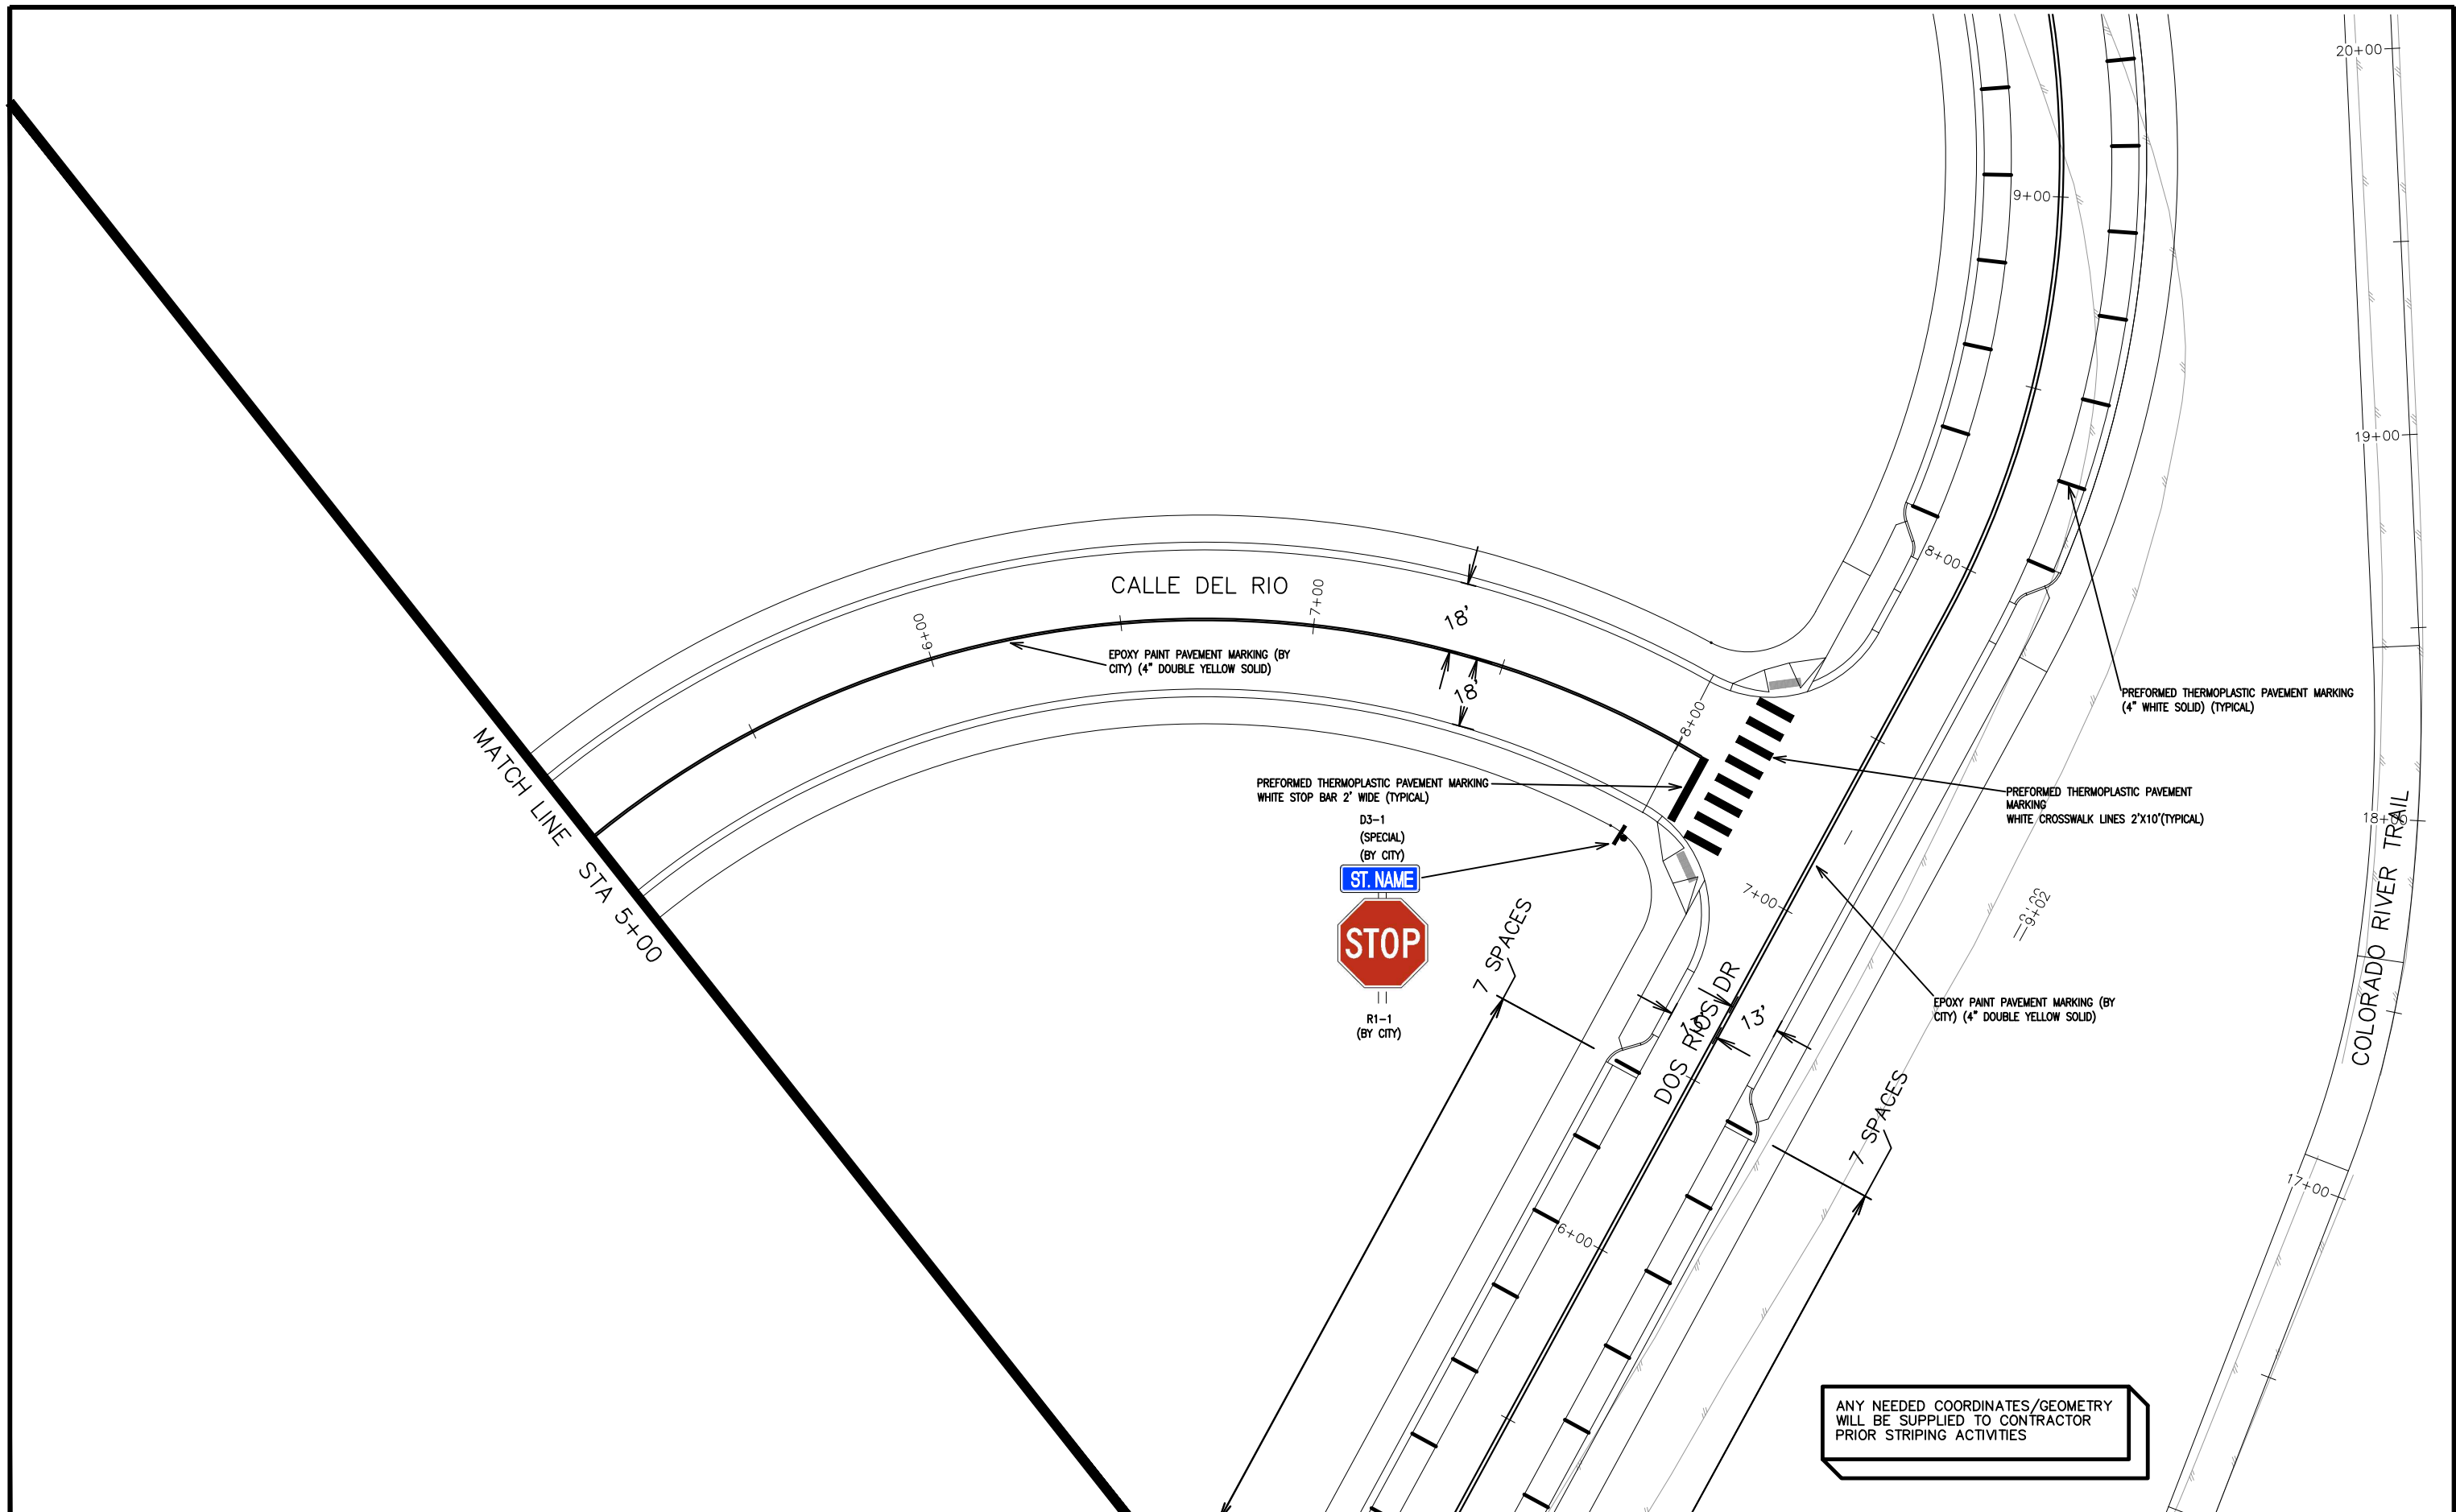 20+00
9+00
19+00
8+00
CALLE DEL RIO
7+00
6+00
18'
18'
EPOXY PAINT PAVEMENT MARKING (BY
CITY) (4" DOUBLE YELLOW SOLID)
PREFORMED THERMOPLASTIC PAVEMENT MARKING
(4" WHITE SOLID) (TYPICAL)
8+00
PREFORMED THERMOPLASTIC PAVEMENT MARKING
WHITE STOP BAR 2' WIDE (TYPICAL)
PREFORMED THERMOPLASTIC PAVEMENT
MARKING
WHITE CROSSWALK LINES 2'X10'(TYPICAL)
MATCH LINE STA 5+00
D3-1
(SPECIAL)
(BY CITY)
ST. NAME
STOP
R1-1
(BY CITY)
18+00
COLORADO RIVER TRAIL
7+00
9+02
7 SPACES
DOS RIOS DR
13'
13'
EPOXY PAINT PAVEMENT MARKING (BY
CITY) (4" DOUBLE YELLOW SOLID)
7 SPACES
17+00
6+00
ANY NEEDED COORDINATES/GEOMETRY
WILL BE SUPPLIED TO CONTRACTOR
PRIOR STRIPING ACTIVITIES